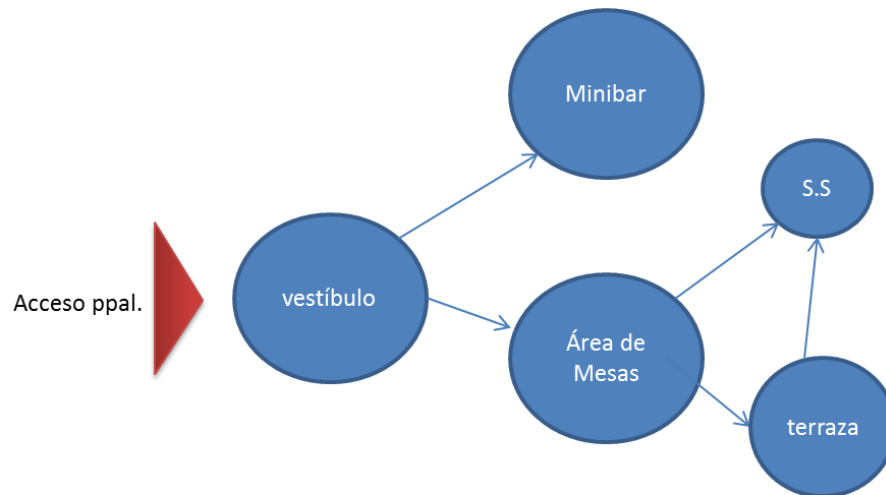 Minibar
S.S
Acceso ppal.
vestíbulo
Área de
Mesas
terraza